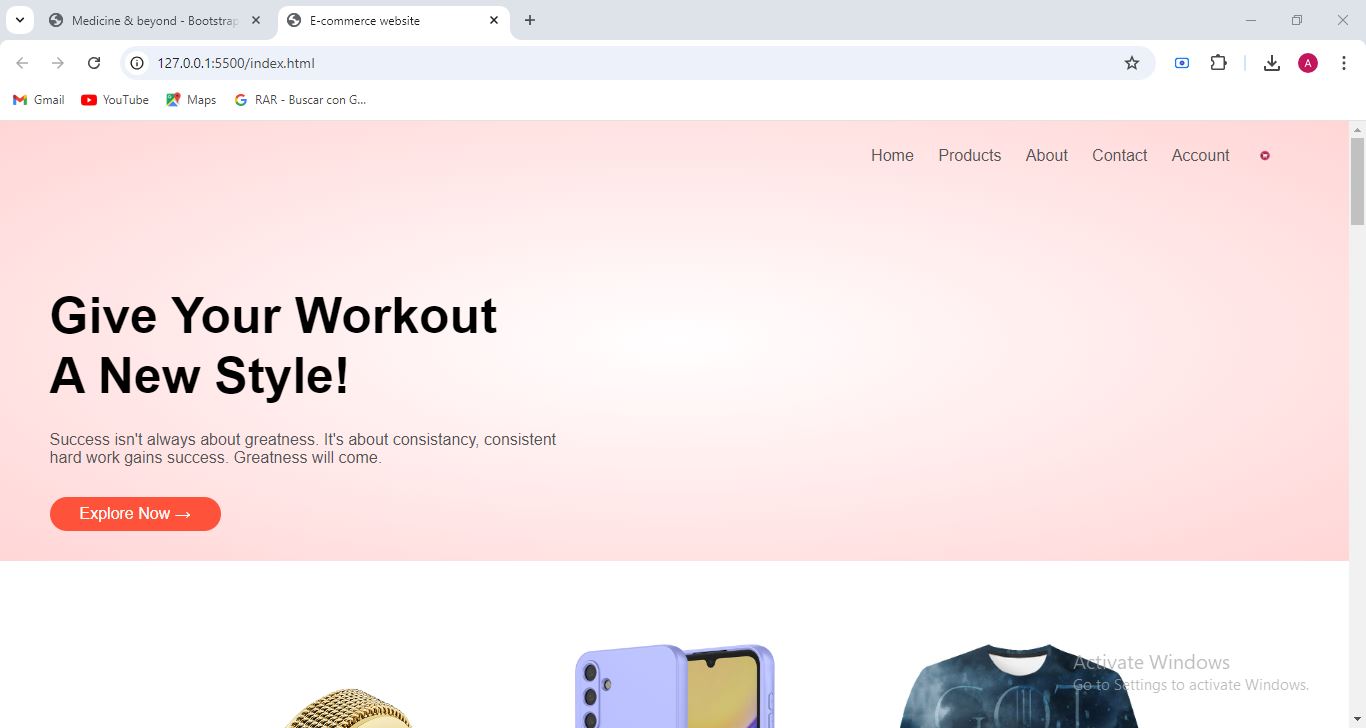 Medicine & beyond - Bootstrap
E-commerce website
127.0.0.1:5500/index.html
A
Gmail
YouTube
Maps
RAR - Buscar con G...
Home
Products
About
Contact
Account
Give Your Workout
A New Style!
Success isn't always about greatness. It's about consistancy, consistent
hard work gains success. Greatness will come.
Explore Now →
Activate Windows
Go to Settings to activate Windows.